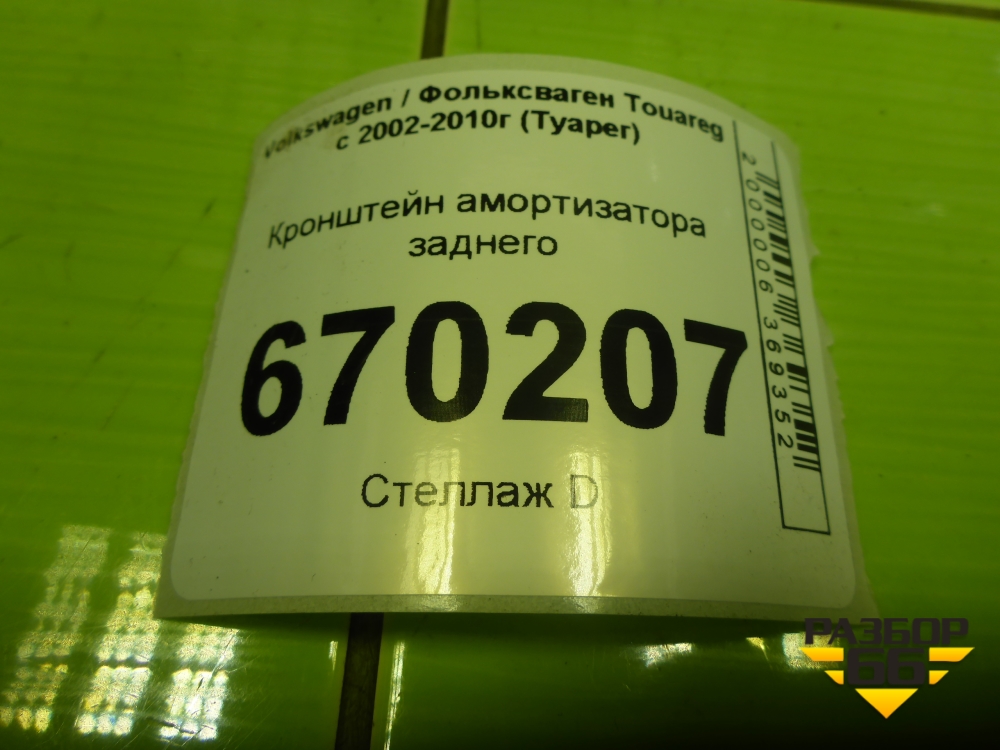 Volkswagen / Фольксваген Touareg
с 2002-2010г (Туарег)
Кронштейн амортизатора
заднего
670207
Стеллаж D
2000006369352
РАЗБОР
66